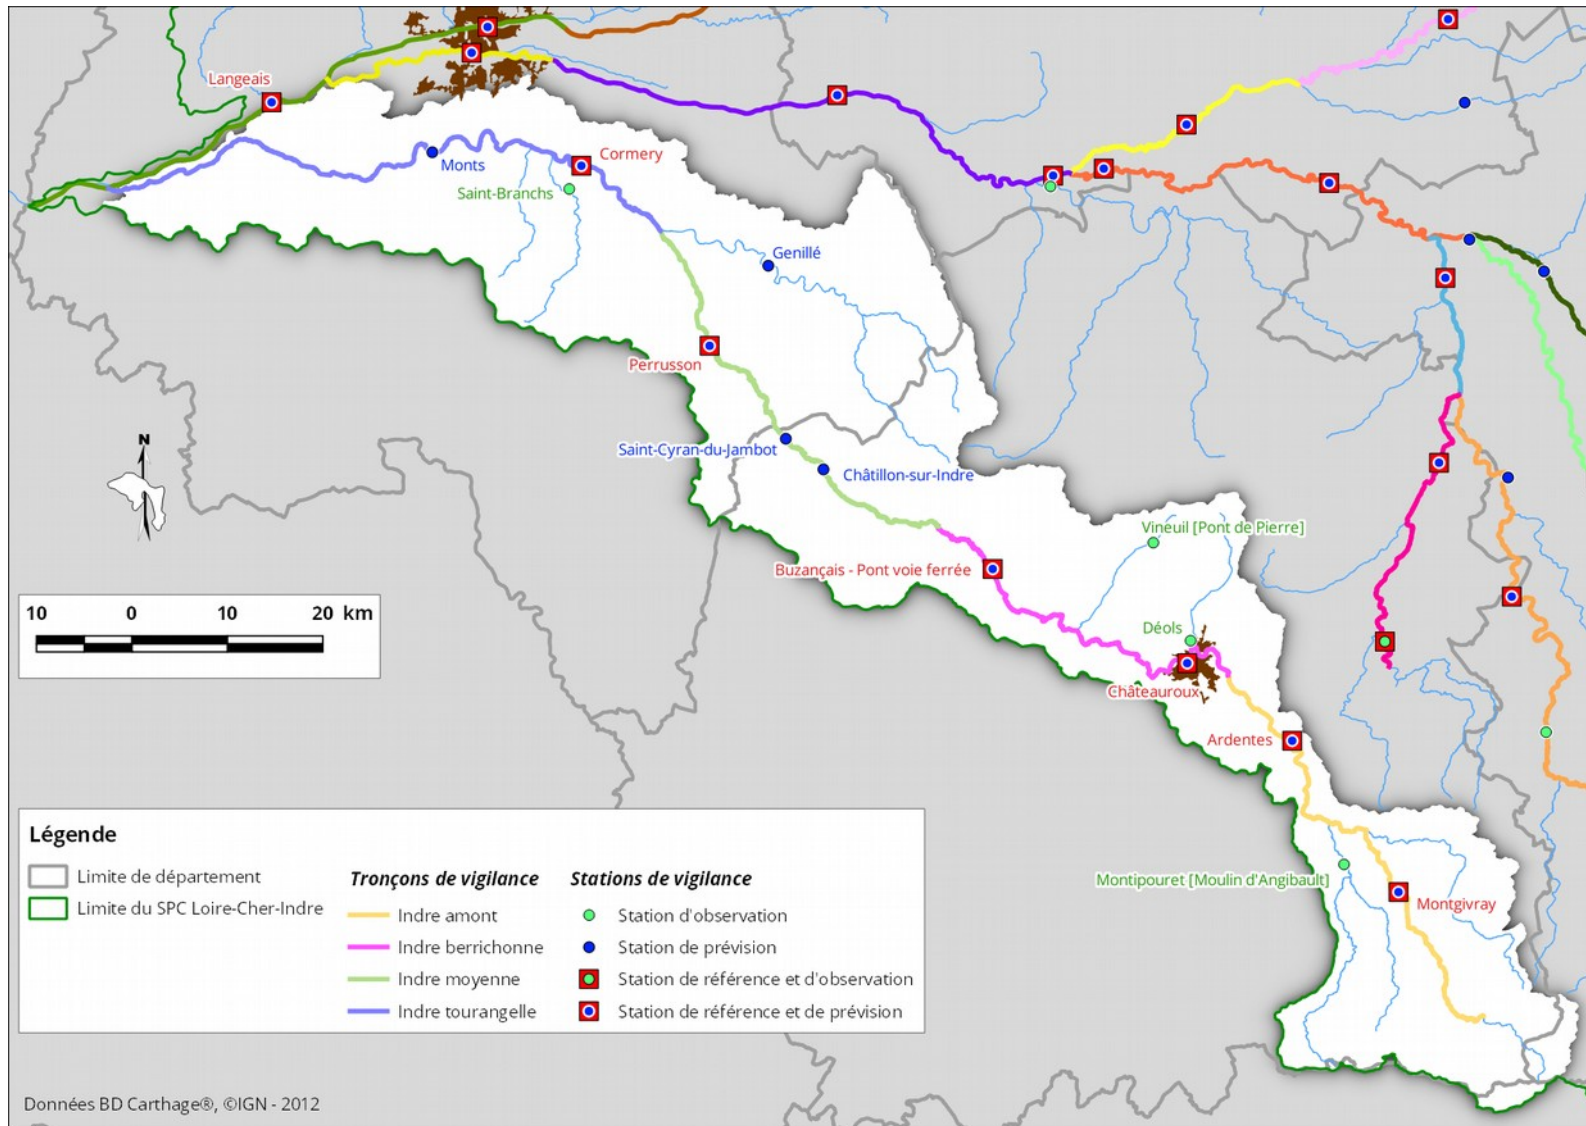 Langeais
Monts
Cormery
Saint-Branchs
Genillé
Perrusson
Saint-Cyran-du-Jambot
Châtillon-sur-Indre
N
Vineuil [Pont de Pierre]
Buzançais - Pont voie ferrée
10 0 10 20 km
Déols
Châteauroux
Ardentes
Montipouret [Moulin d'Angibault]
Montgivray
Légende
Limite de département
Limite du SPC Loire-Cher-Indre
Tronçons de vigilance
Indre amont
Indre berrichonne
Indre moyenne
Indre tourangelle
Stations de vigilance
Station d'observation
Station de prévision
Station de référence et d'observation
Station de référence et de prévision
Données BD Carthage®, ©IGN - 2012